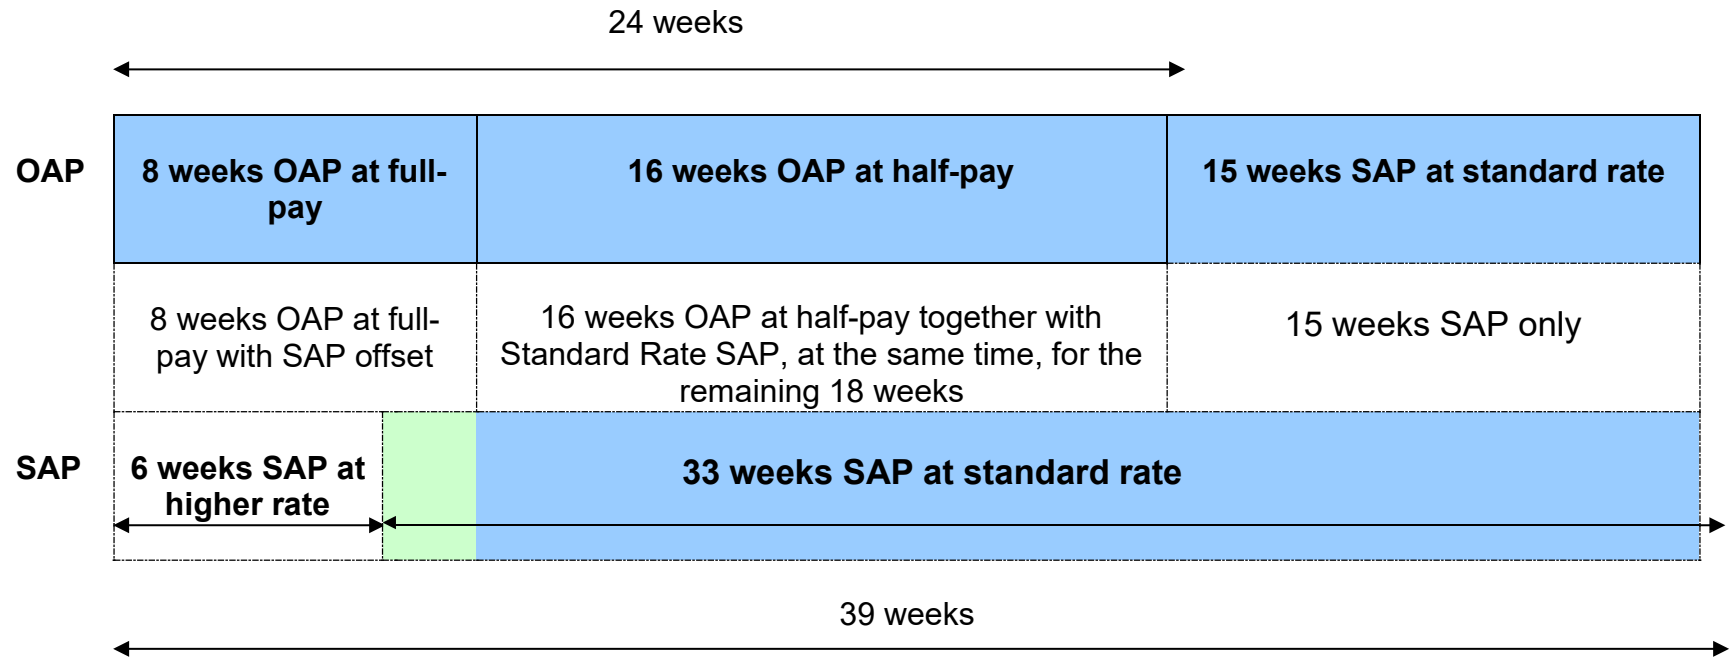 24 weeks
OAP
8 weeks OAP at full-
pay
16 weeks OAP at half-pay
15 weeks SAP at standard rate
8 weeks OAP at full-
pay with SAP offset
16 weeks OAP at half-pay together with
Standard Rate SAP, at the same time, for the
remaining 18 weeks
15 weeks SAP only
SAP
6 weeks SAP at
higher rate
33 weeks SAP at standard rate
39 weeks